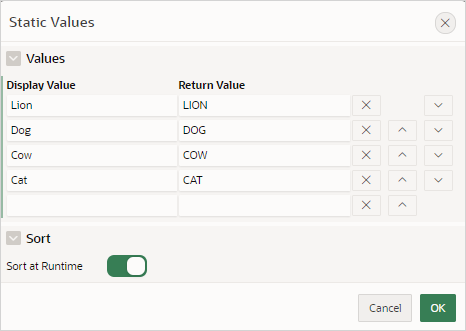 Static Values
Values
Display Value Return Value
Lion LION
Dog DOG
Cow COW
Cat CAT
Sort
Sort at Runtime
Cancel OK